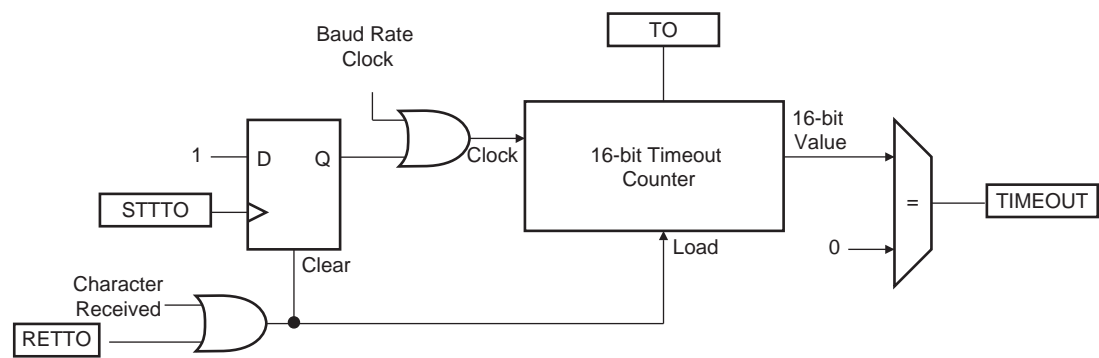 TO
Baud Rate
Clock
16-bit
Value
1
D
Q
Clock
16-bit Timeout
Counter
STTTO
=
TIMEOUT
Clear
Load
0
Character
Received
RETTO